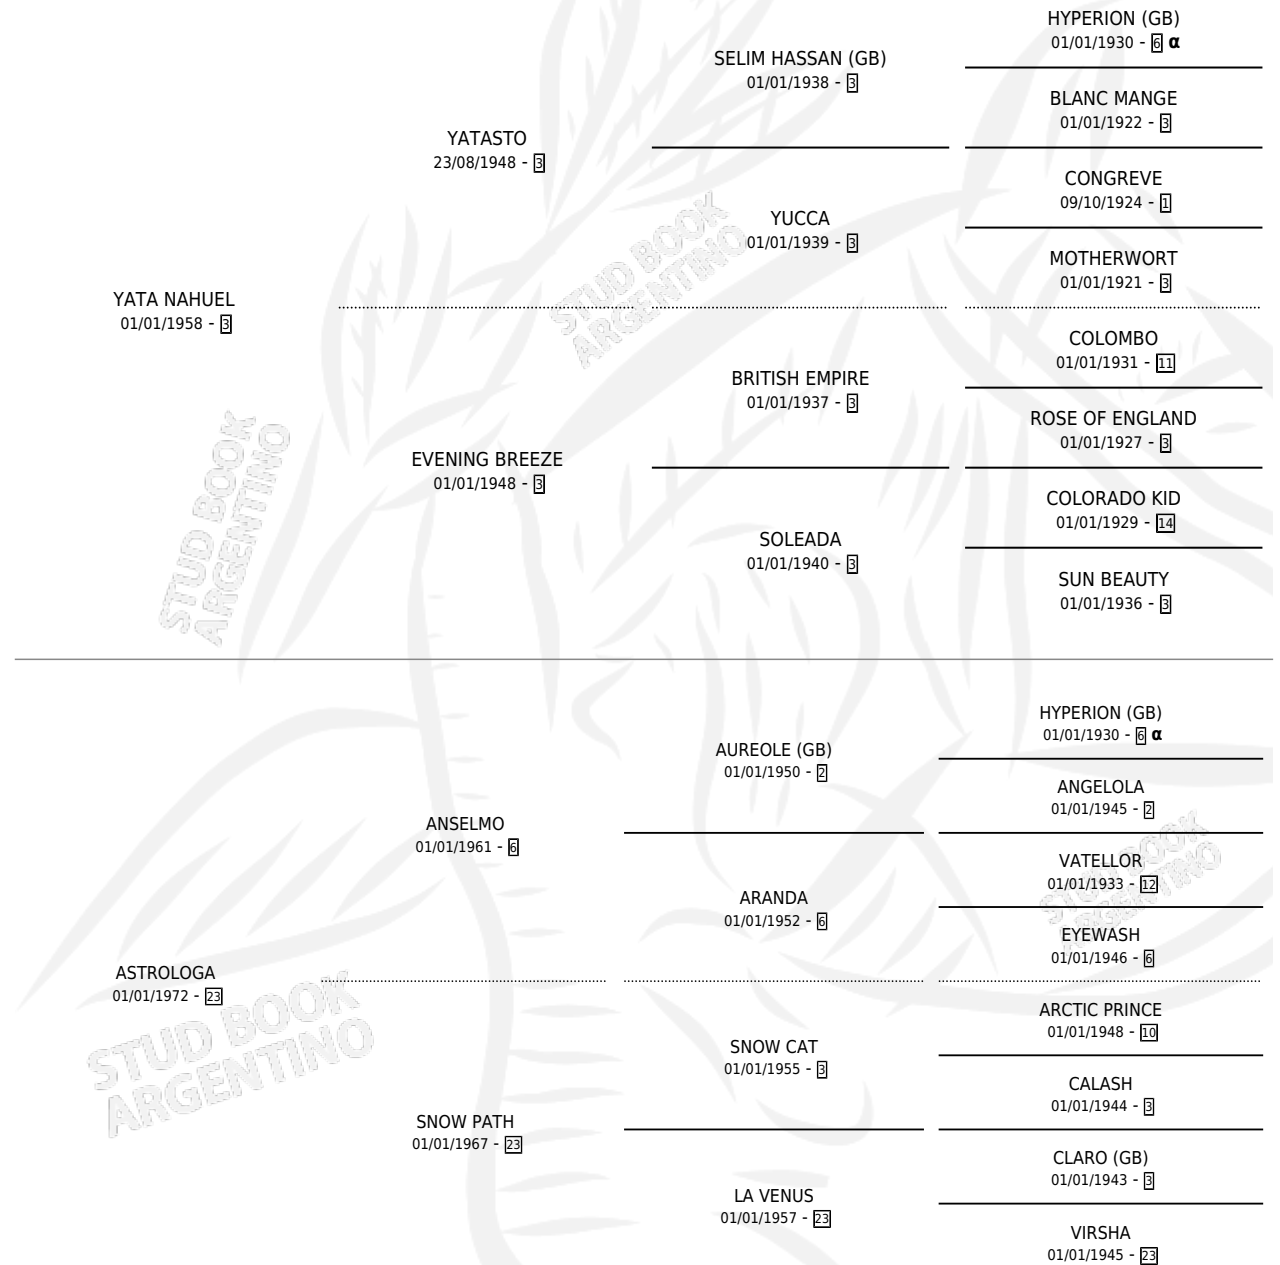 HYPERION (GB)
01/01/1930 - 6 α
SELIM HASSAN (GB)
01/01/1938 - 3
BLANC MANGE
01/01/1922 - 3
YATASTO
23/08/1948 - 3
CONGREVE
09/10/1924 - 1
YUCCA
01/01/1939 - 3
MOTHERWORT
01/01/1921 - 3
YATA NAHUEL
01/01/1958 - 3
STUD BOOK
ARGENTINO
COLOMBO
01/01/1931 - 11
BRITISH EMPIRE
01/01/1937 - 3
ROSE OF ENGLAND
01/01/1927 - 3
EVENING BREEZE
01/01/1948 - 3
COLORADO KID
01/01/1929 - 14
SOLEADA
01/01/1940 - 3
SUN BEAUTY
01/01/1936 - 3
STUD BOOK
ARGENTINO
HYPERION (GB)
01/01/1930 - 6 α
AUREOLE (GB)
01/01/1950 - 2
ANGELOLA
01/01/1945 - 2
ANSELMO
01/01/1961 - 6
VATELLOR
01/01/1933 - 12
STUD BOOK
ARGENTINO
ARANDA
01/01/1952 - 6
EYEWASH
01/01/1946 - 6
ASTROLOGA
01/01/1972 - 23
STUD BOOK
ARGENTINO
ARCTIC PRINCE
01/01/1948 - 10
SNOW CAT
01/01/1955 - 3
CALASH
01/01/1944 - 3
SNOW PATH
01/01/1967 - 23
CLARO (GB)
01/01/1943 - 3
LA VENUS
01/01/1957 - 23
VIRSHA
01/01/1945 - 23